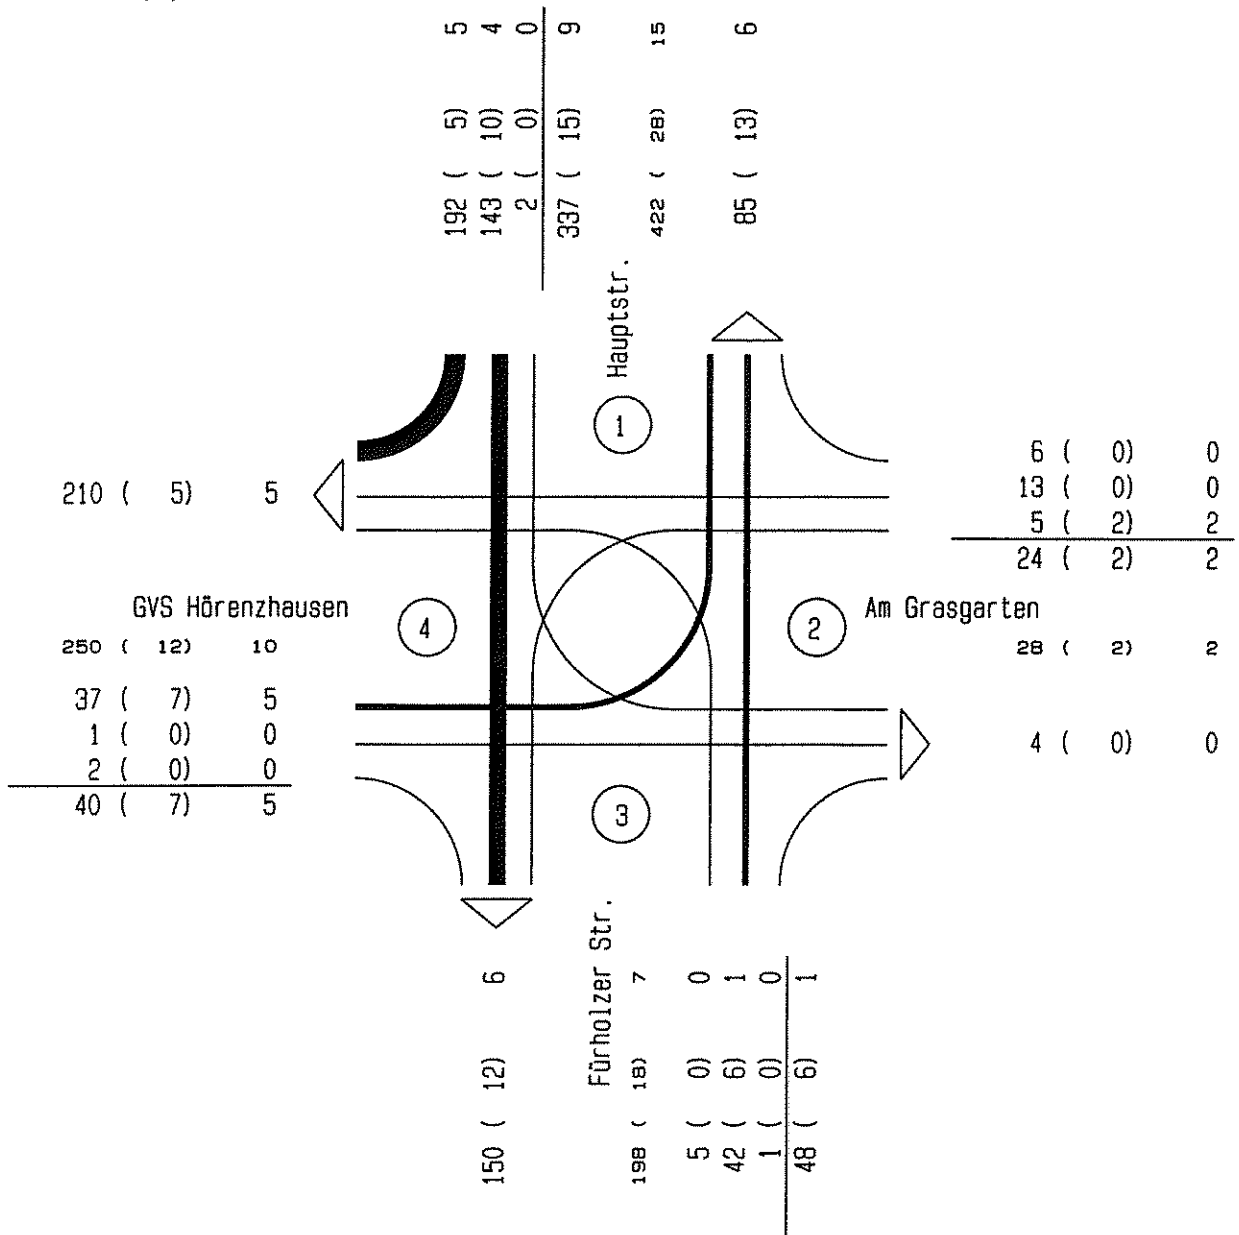 192 ( 5) 5
143 ( 10) 4
2 ( 0) 0
337 ( 15) 9
422 ( 28) 15
85 ( 13) 6
Hauptstr.
1
6 ( 0) 0
13 ( 0) 0
5 ( 2) 2
24 ( 2) 2
210 ( 5) 5
GVS Hörenzhausen
4
2
Am Grasgarten
250 ( 12) 10
28 ( 2) 2
37 ( 7) 5
1 ( 0) 0
2 ( 0) 0
40 ( 7) 5
4 ( 0) 0
3
Fürholzer Str.
150 ( 12) 6
198 ( 18) 7
5 ( 0) 0
42 ( 6) 1
1 ( 0) 0
48 ( 6) 1